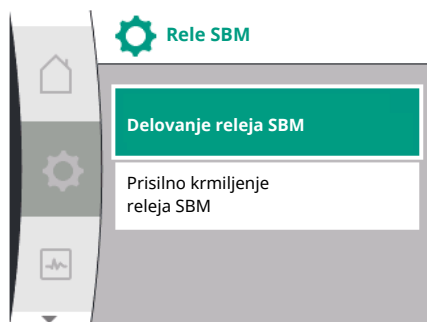 Rele SBM
Delovanje releja SBM
Prisilno krmiljenje
releja SBM